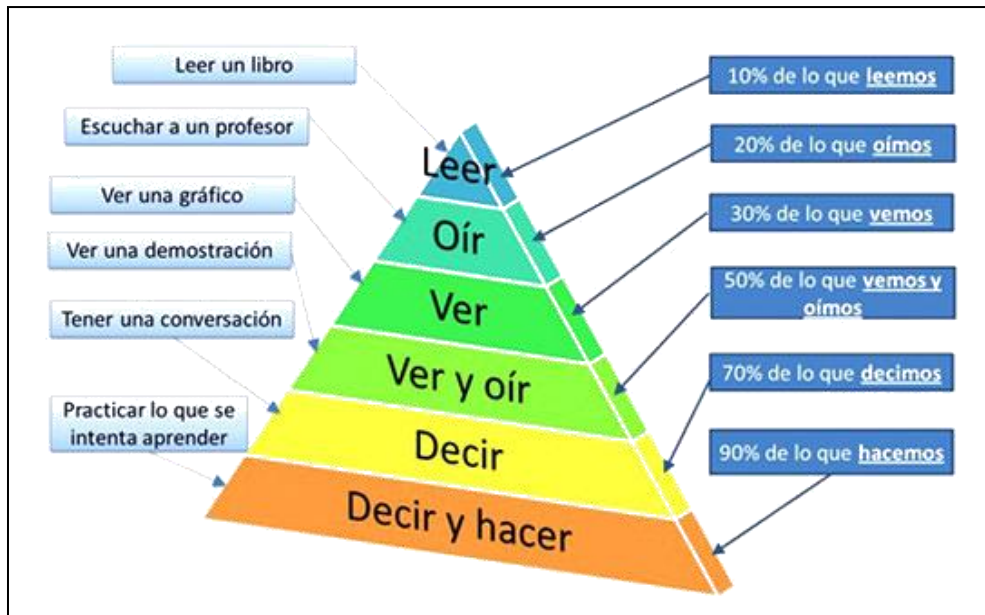 Leer un libro
Escuchar a un profesor
Ver una gráfico
Ver una demostración
Tener una conversación
Practicar lo que se
intenta aprender
Leer
Oír
Ver
Ver y oír
Decir
Decir y hacer
10% de lo que leemos
20% de lo que oímos
30% de lo que vemos
50% de lo que vemos y
oímos
70% de lo que decimos
90% de lo que hacemos